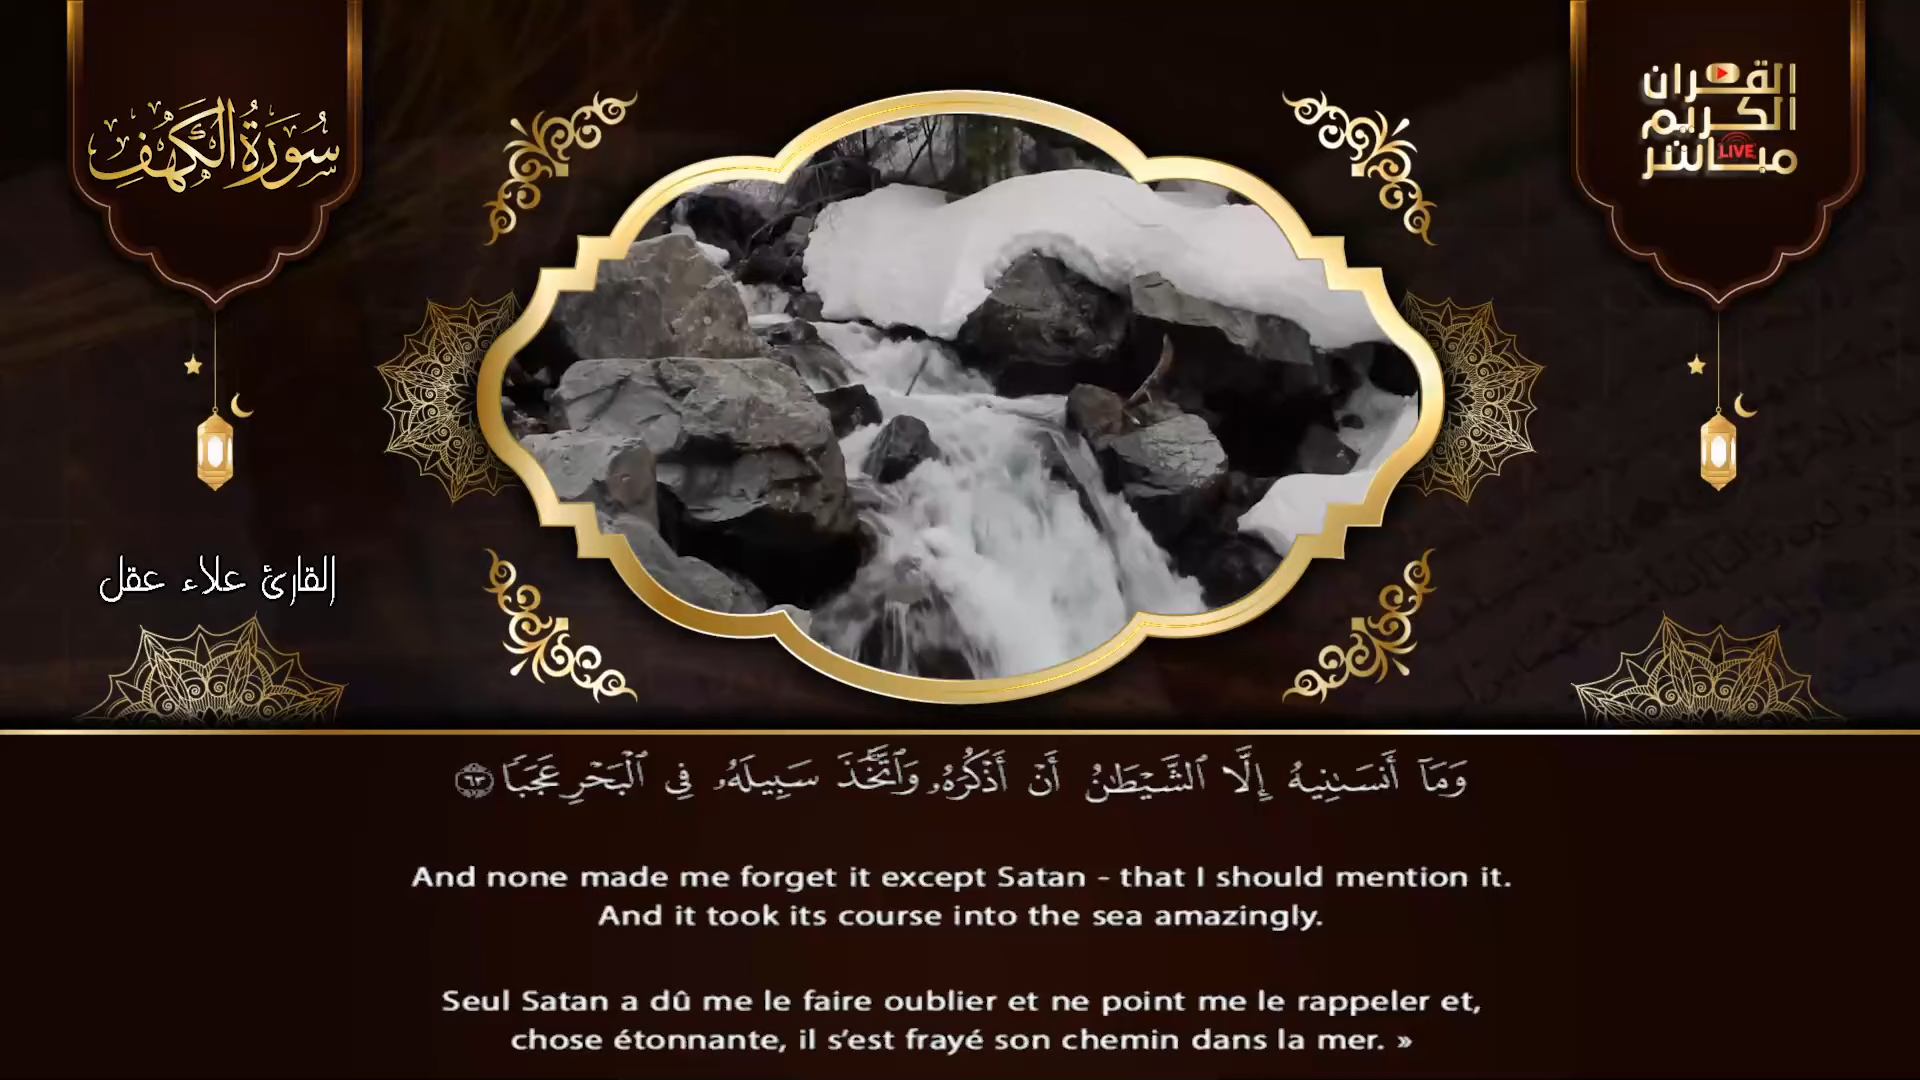 سُورَةُ الكَهْفِ
القرآن
الكريم
مباشر
LIVE
القارئ علاء عقل
وَمَآ أَنسَىٰنِيهُ إِلَّا ٱلشَّيْطَٰنُ أَنْ أَذْكُرَهُۥ وَٱتَّخَذَ سَبِيلَهُۥ فِى ٱلْبَحْرِ عَجَبًا ٦٣
And none made me forget it except Satan - that I should mention it.
And it took its course into the sea amazingly.
Seul Satan a dû me le faire oublier et ne point me le rappeler et,
chose étonnante, il s’est frayé son chemin dans la mer. »